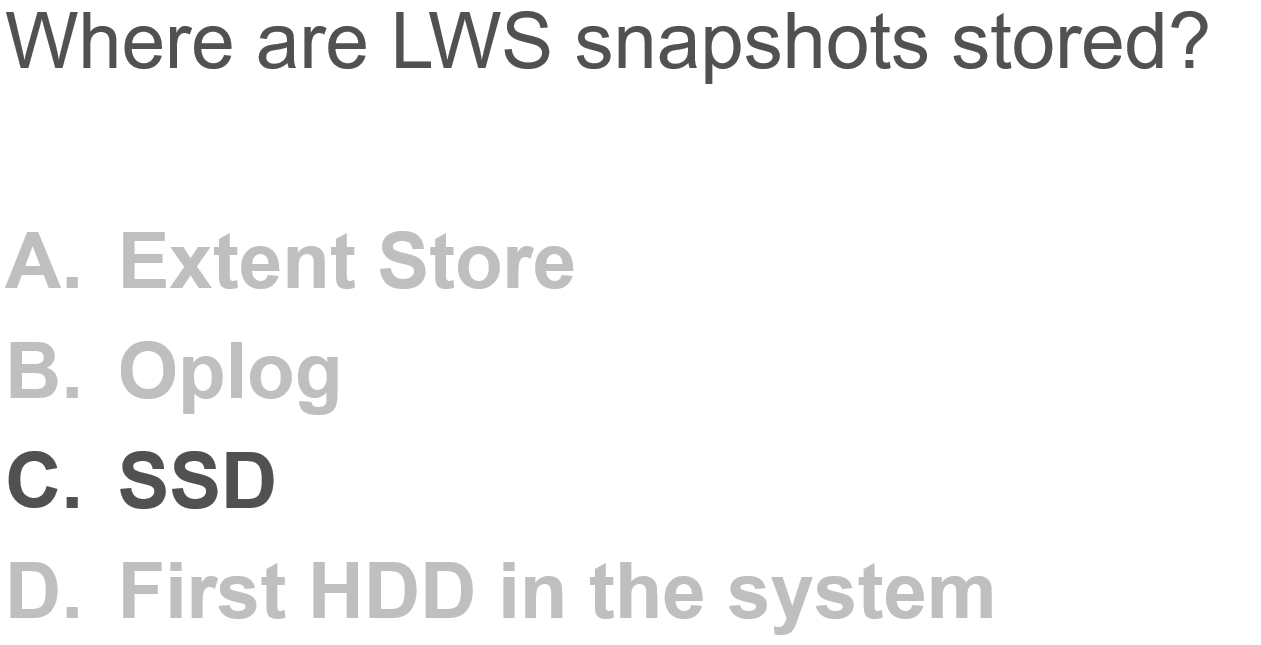 Where are LWS snapshots stored?
A. Extent Store
B. Oplog
C. SSD
D. First HDD in the system